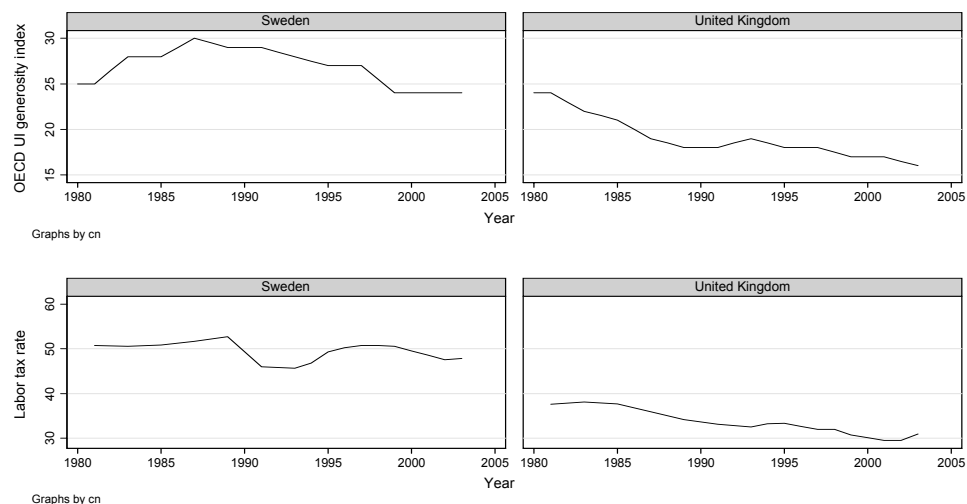 Sweden United Kingdom
OECD UI generosity index
30
25
20
15
1980 1985 1990 1995 2000 2005 1980 1985 1990 1995 2000 2005
Year
Graphs by cn
Sweden United Kingdom
Labor tax rate
60
50
40
30
1980 1985 1990 1995 2000 2005 1980 1985 1990 1995 2000 2005
Year
Graphs by cn